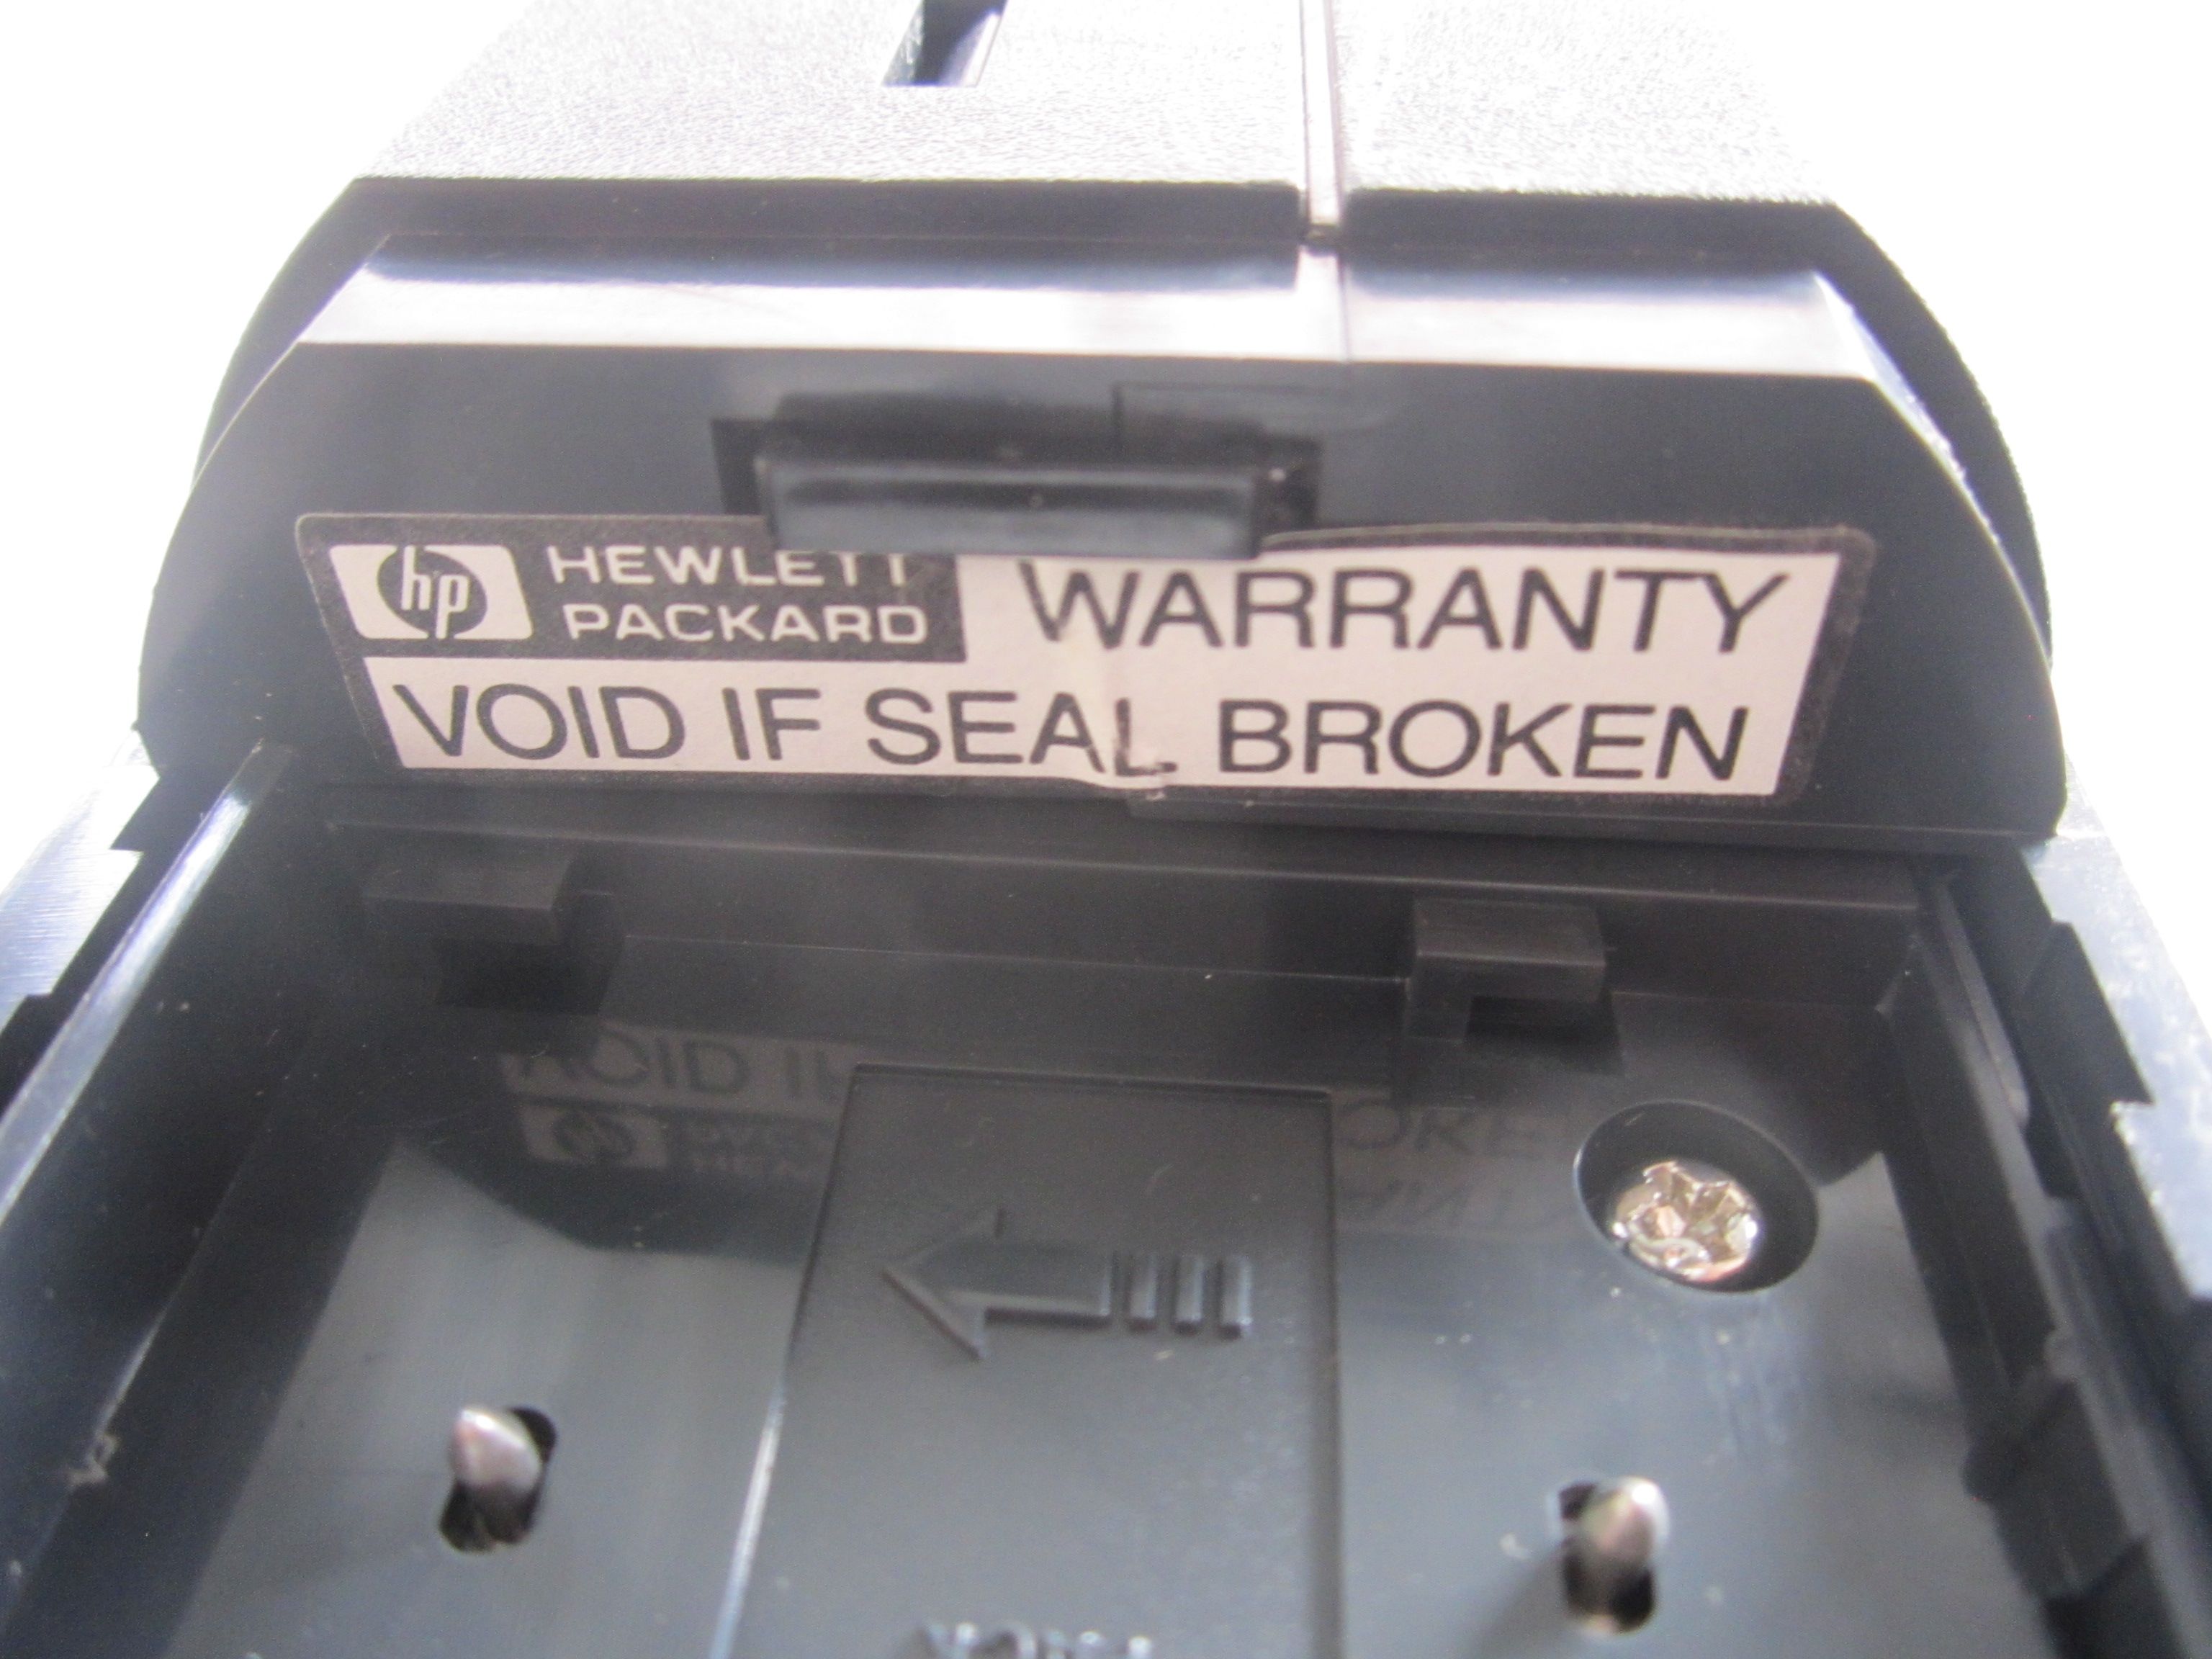 hp HEWLETT
PACKARD
WARRANTY
VOID IF SEAL BROKEN